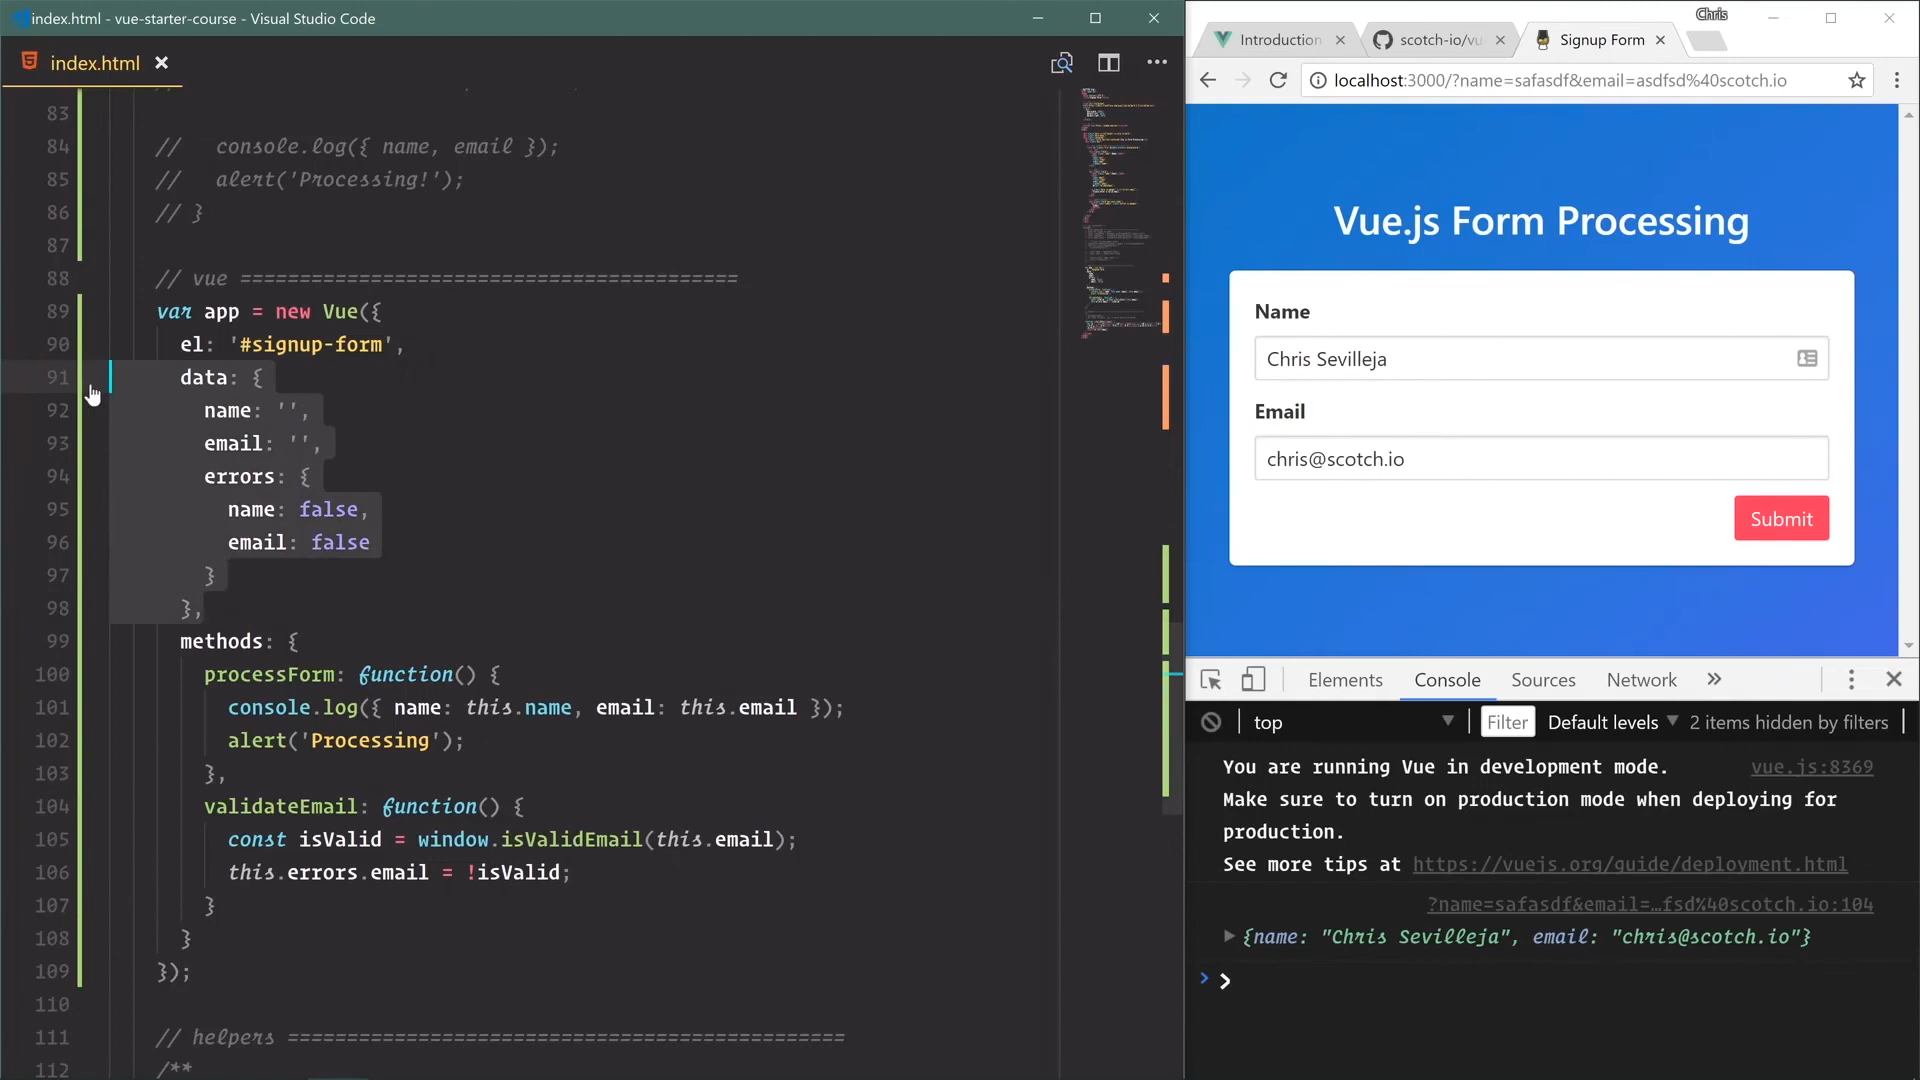 index.html - vue-starter-course - Visual Studio Code
index.html
83
84 //   console.log({ name, email });
85 //   alert('Processing!');
86 // }
87
88 // vue ==========================================
89 var app = new Vue({
90 el: '#signup-form',
91 data: {
92 name: '',
93 email: '',
94 errors: {
95 name: false,
96 email: false
97 }
98 },
99 methods: {
100 processForm: function() {
101 console.log({ name: this.name, email: this.email });
102 alert('Processing');
103 },
104 validateEmail: function() {
105 const isValid = window.isValidEmail(this.email);
106 this.errors.email = !isValid;
107 }
108 }
109 });
110
111 // helpers ===============================================
112 /**
Chris
Introduction
scotch-io/vu
Signup Form
localhost:3000/?name=safasdf&email=asdfsd%40scotch.io
Vue.js Form Processing
Name
Chris Sevilleja
Email
chris@scotch.io
Submit
Elements Console Sources Network
top Filter Default levels 2 items hidden by filters
You are running Vue in development mode. vue.js:8369
Make sure to turn on production mode when deploying for
production.
See more tips at https://vuejs.org/guide/deployment.html
?name=safasdf&email=…fsd%40scotch.io:104
{name: "Chris Sevilleja", email: "chris@scotch.io"}